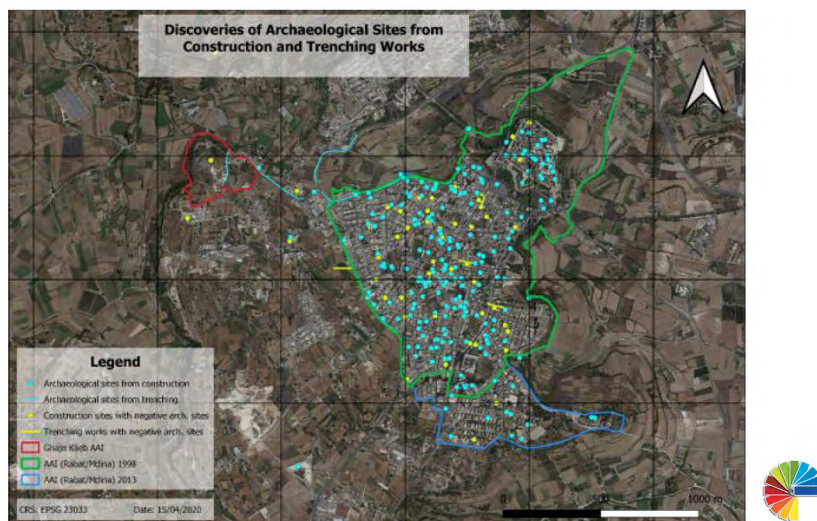 Discoveries of Archaeological Sites from
Construction and Trenching Works
Legend
Archaeological sites from construction
Archaeological sites from trenching
Construction sites with negative arch. sites
Trenching works with negative arch. sites
Għajn Klieb AAI
AAI (Rabat/Mdina) 1998
AAI (Rabat/Mdina) 2013
CRS: EPSG 23033 Date: 15/04/2020
0 500 1000 m